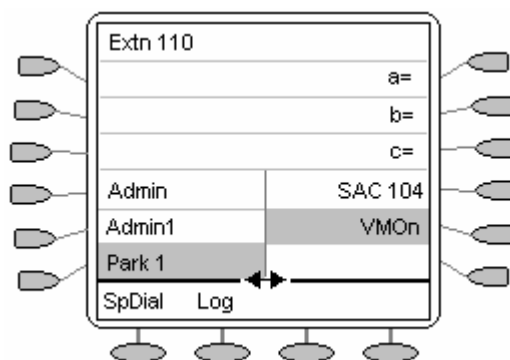 Extn 110
a=
b=
c=
Admin SAC 104
Admin1 VMOn
Park 1
SpDial Log